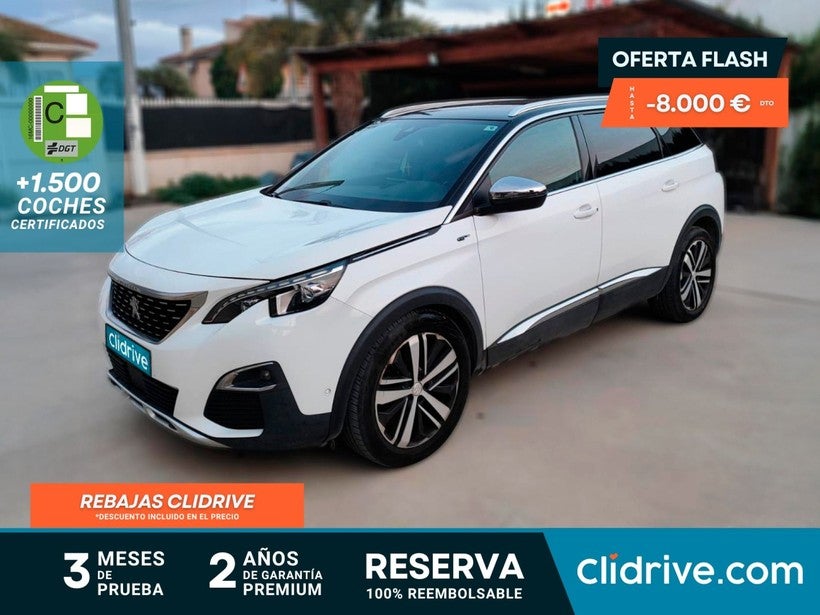 OFERTA FLASH
HASTA -8.000 € DTO
C
DGT
+1.500
COCHES
CERTIFICADOS
GT
clidrive
REBAJAS CLIDRIVE
*DESCUENTO INCLUIDO EN EL PRECIO
3 MESES DE PRUEBA
2 AÑOS DE GARANTÍA PREMIUM
RESERVA
100% REEMBOLSABLE
Clidrive.com